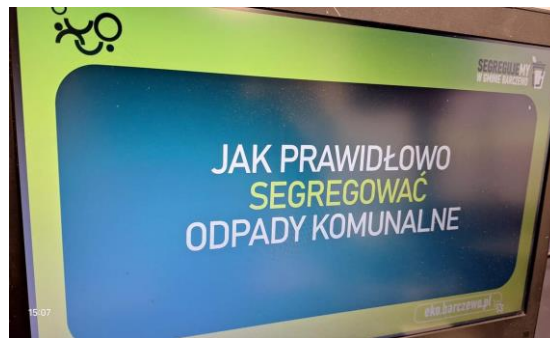 SEGREGUJEMY
W GMINIE BARCZEWO
JAK PRAWIDŁOWO
SEGREGOWAĆ
ODPADY KOMUNALNE
15:07
eko.barczewo.pl